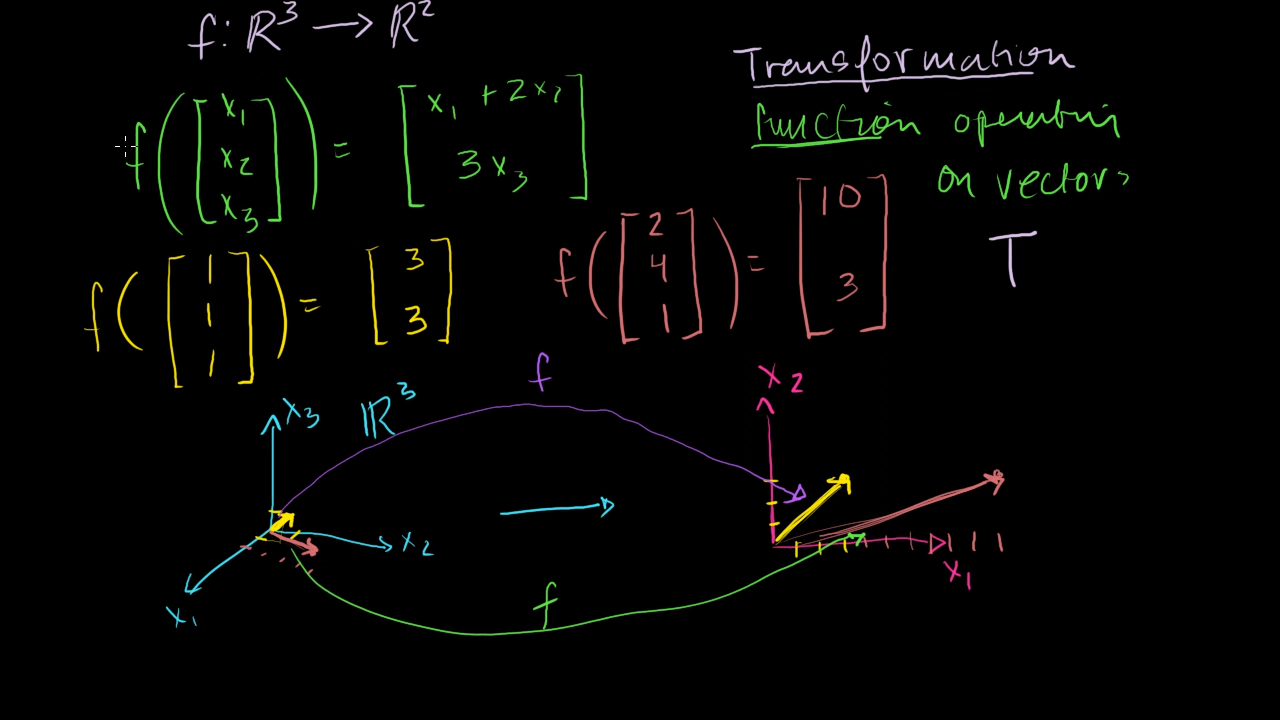 f: ℝ³ → ℝ²
Transformation
function operating
on vectors
T
f([x₁ x₂ x₃]) = [x₁ + 2x₂ 3x₃]
f([1 1 1]) = [3 3]
f([2 4 1]) = [10 3]
f
x₃
ℝ³
x₂
x₁
x₂
x₁
f